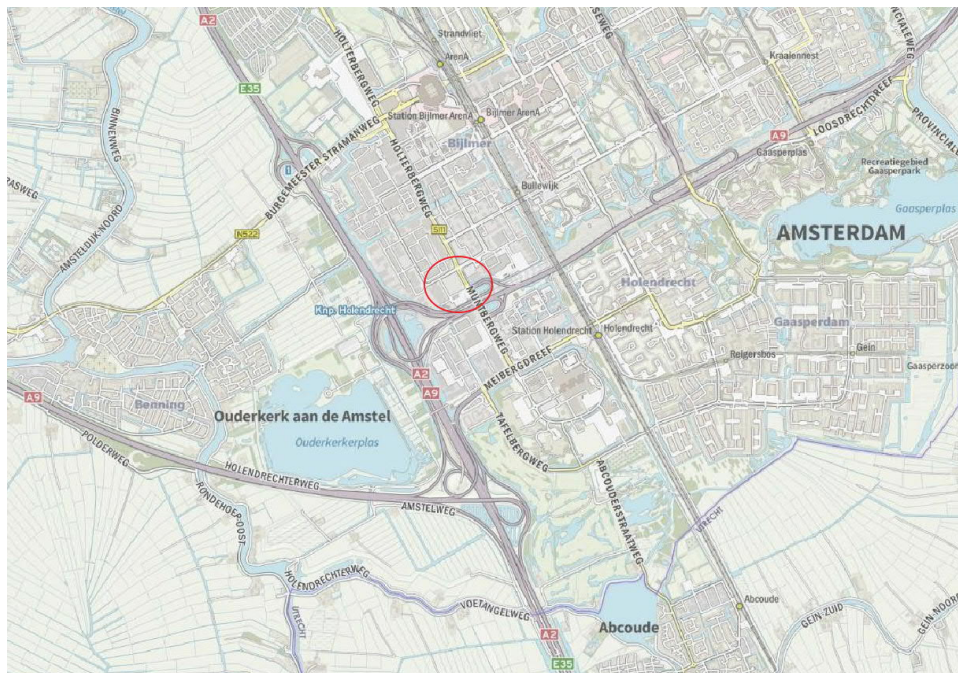 A2
Strandvliet
ArenA
E35
HOLTERBERGWEG
Station Bijlmer ArenA
Bijlmer ArenA
Bijlmer
Kraaiennest
A9
LOOSDRECHTDREEF
Gaasperplas
Recreatiegebied
Gaasperpark
Gaasperplas
BINNENWEG
BURGEMEESTER STRAMANWEG
HOLTERBERGWEG
1
Bullewijk
AMSTELDIJK-NOORD
N522
S111
AMSTERDAM
Knp. Holendrecht
MUNTBERGWEG
Holendrecht
Station Holendrecht
Holendrecht
Gaasperdam
Reigersbos
Gein
Gaasperzoom
MEIBERGDREEF
A2
A9
A9
Benning
Ouderkerk aan de Amstel
Ouderkerkerplas
POLDERWEG
HOLENDRECHTERWEG
TAFELBERGWEG
ABCOUDERSTRAATWEG
AMSTELWEG
RONDEHOEP-OOST
UTRECHT
HOLENDRECHTERWEG
UTRECHT
VOETANGELWEG
Abcoude
Abcoude
GEIN-ZUID
GEIN-NOORD
A2
E35